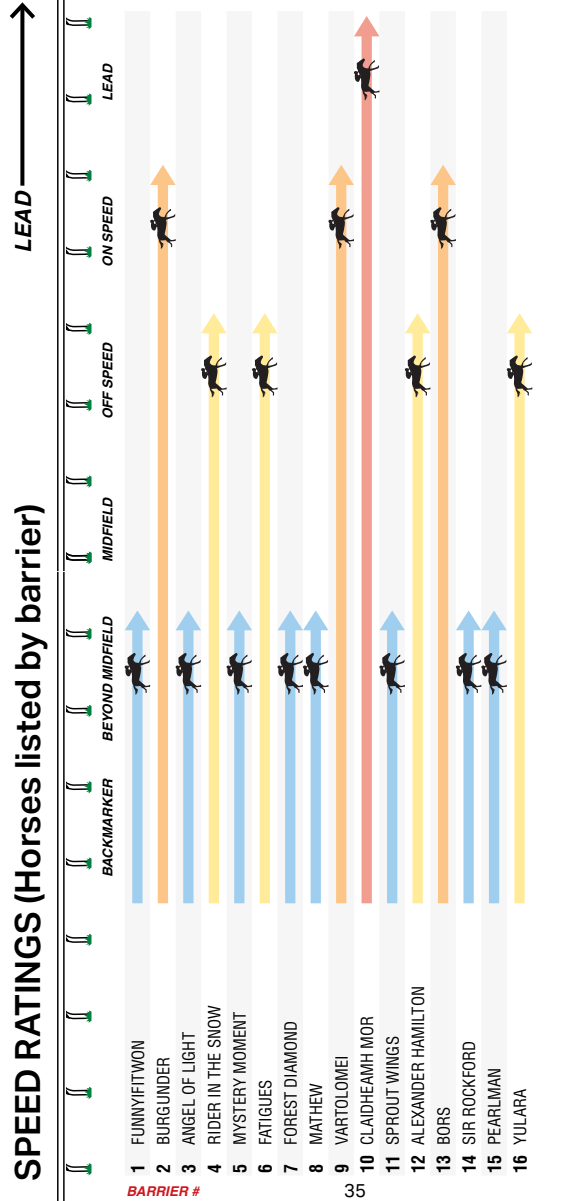 SPEED RATINGS (Horses listed by barrier)
LEAD
BACKMARKER
BEYOND MIDFIELD
MIDFIELD
OFF SPEED
ON SPEED
LEAD
1 FUNNYIFITWON
2 BURGUNDER
3 ANGEL OF LIGHT
4 RIDER IN THE SNOW
5 MYSTERY MOMENT
6 FATIGUES
7 FOREST DIAMOND
8 MATHEW
9 VARTOLOMEI
10 CLAIDHEAMH MOR
11 SPROUT WINGS
12 ALEXANDER HAMILTON
13 BORS
14 SIR ROCKFORD
15 PEARLMAN
16 YULARA
BARRIER #
35